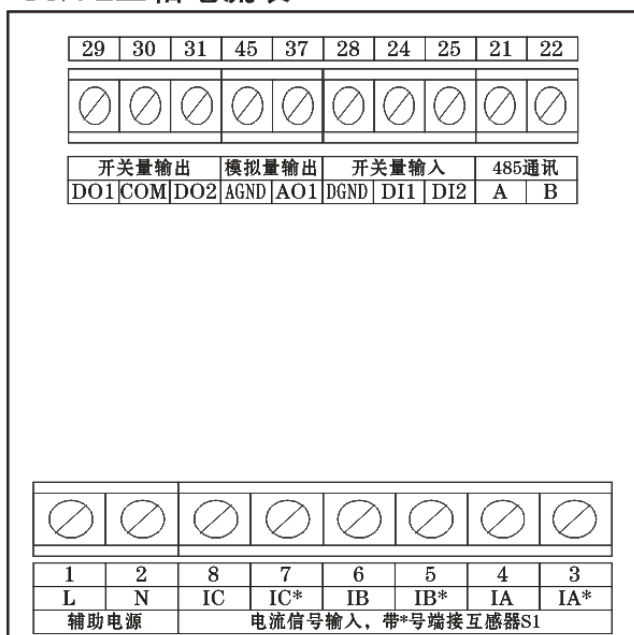 29 30 31 45 37 28 24 25 21 22
开关量输出 模拟量输出 开关量输入 485通讯
DO1 COM DO2 AGND AO1 DGND DI1 DI2 A B
1 2 8 7 6 5 4 3
L N IC IC* IB IB* IA IA*
辅助电源 电流信号输入，带*号端接互感器S1